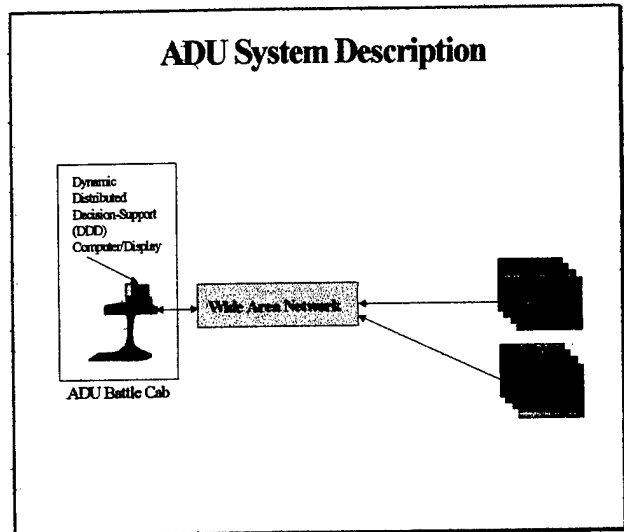 ADU System Description
Dynamic
Distributed
Decision-Support
(DDD)
Computer/Display
Wide Area Network
ADU Battle Cab